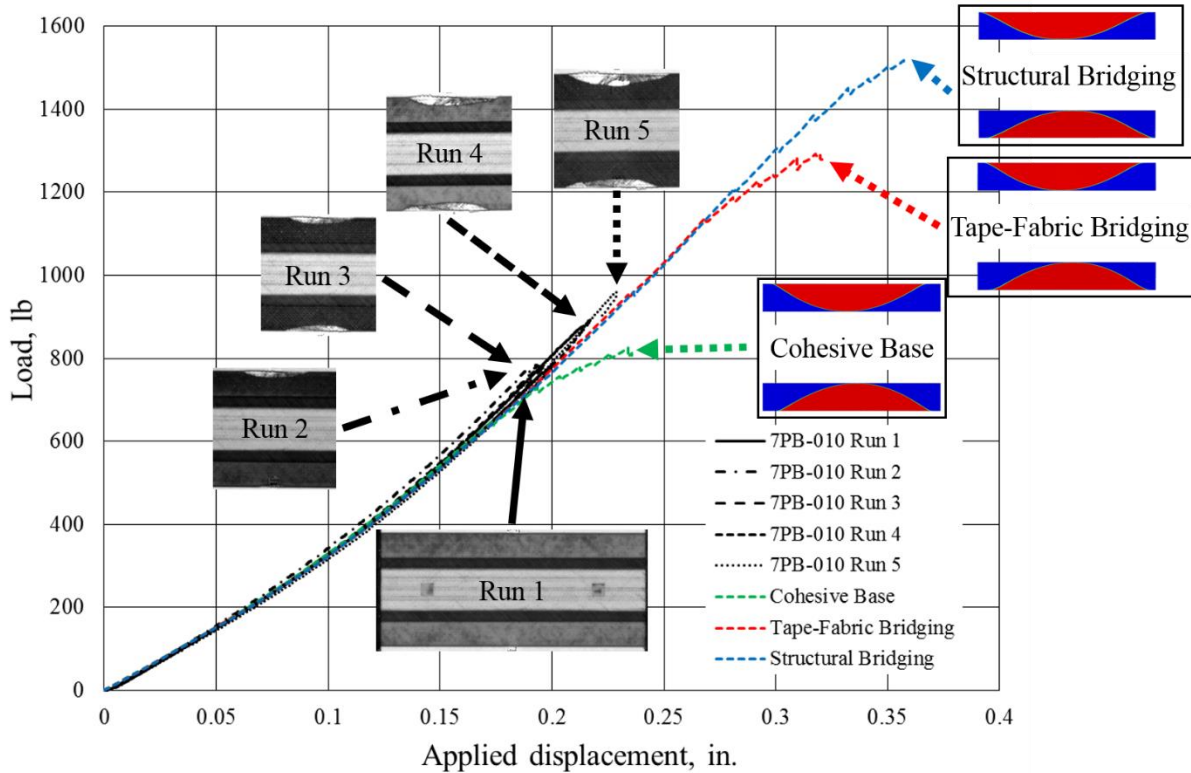 1600
1400
1200
1000
800
600
400
200
0
Load, lb
0
0.05
0.1
0.15
0.2
0.25
0.3
0.35
0.4
Applied displacement, in.
Run 5
Run 4
Run 3
Run 2
Run 1
Structural Bridging
Tape-Fabric Bridging
Cohesive Base
7PB-010 Run 1
7PB-010 Run 2
7PB-010 Run 3
7PB-010 Run 4
7PB-010 Run 5
Cohesive Base
Tape-Fabric Bridging
Structural Bridging